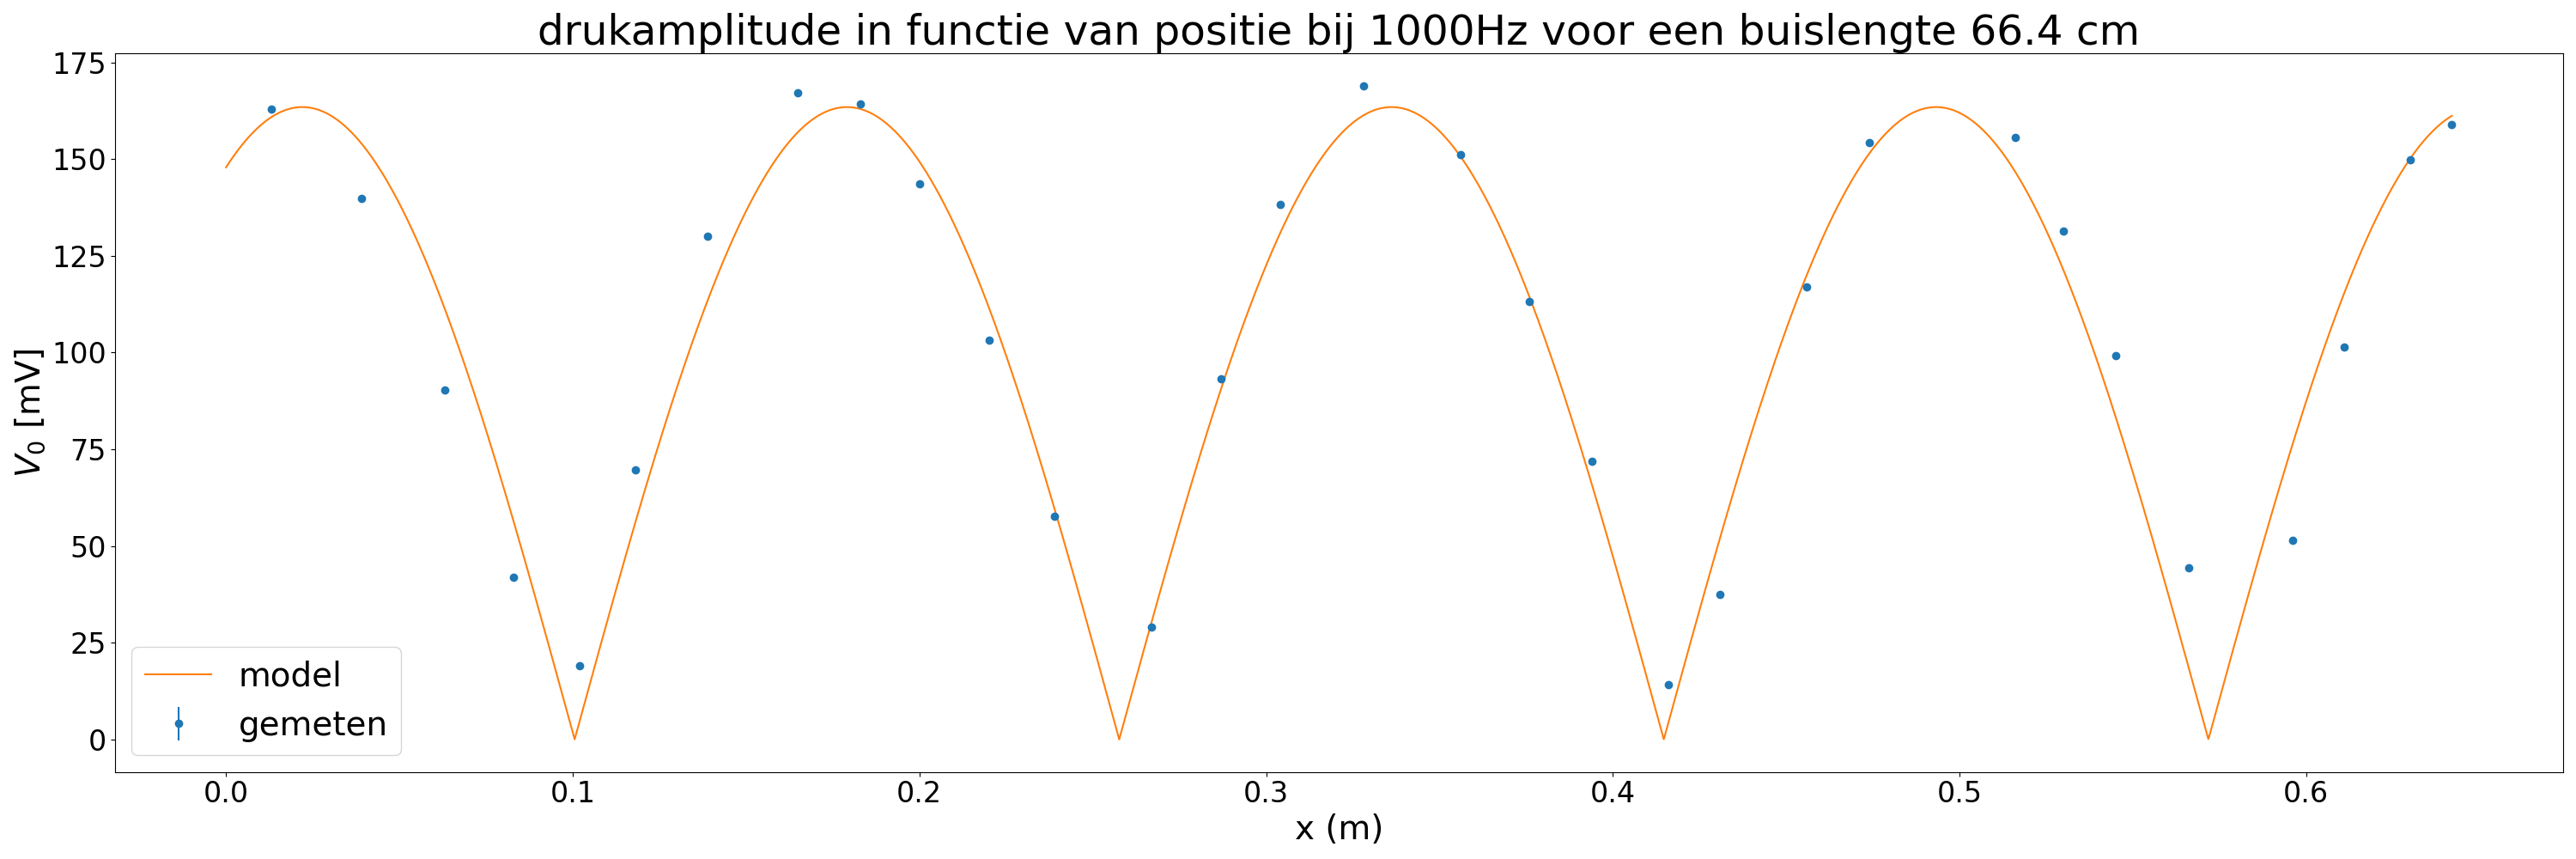 drukamplitude in functie van positie bij 1000Hz voor een buislengte 66.4 cm
175
150
125
100
75
50
25
0
V₀ [mV]
model
gemeten
0.0 0.1 0.2 0.3 0.4 0.5 0.6
x (m)